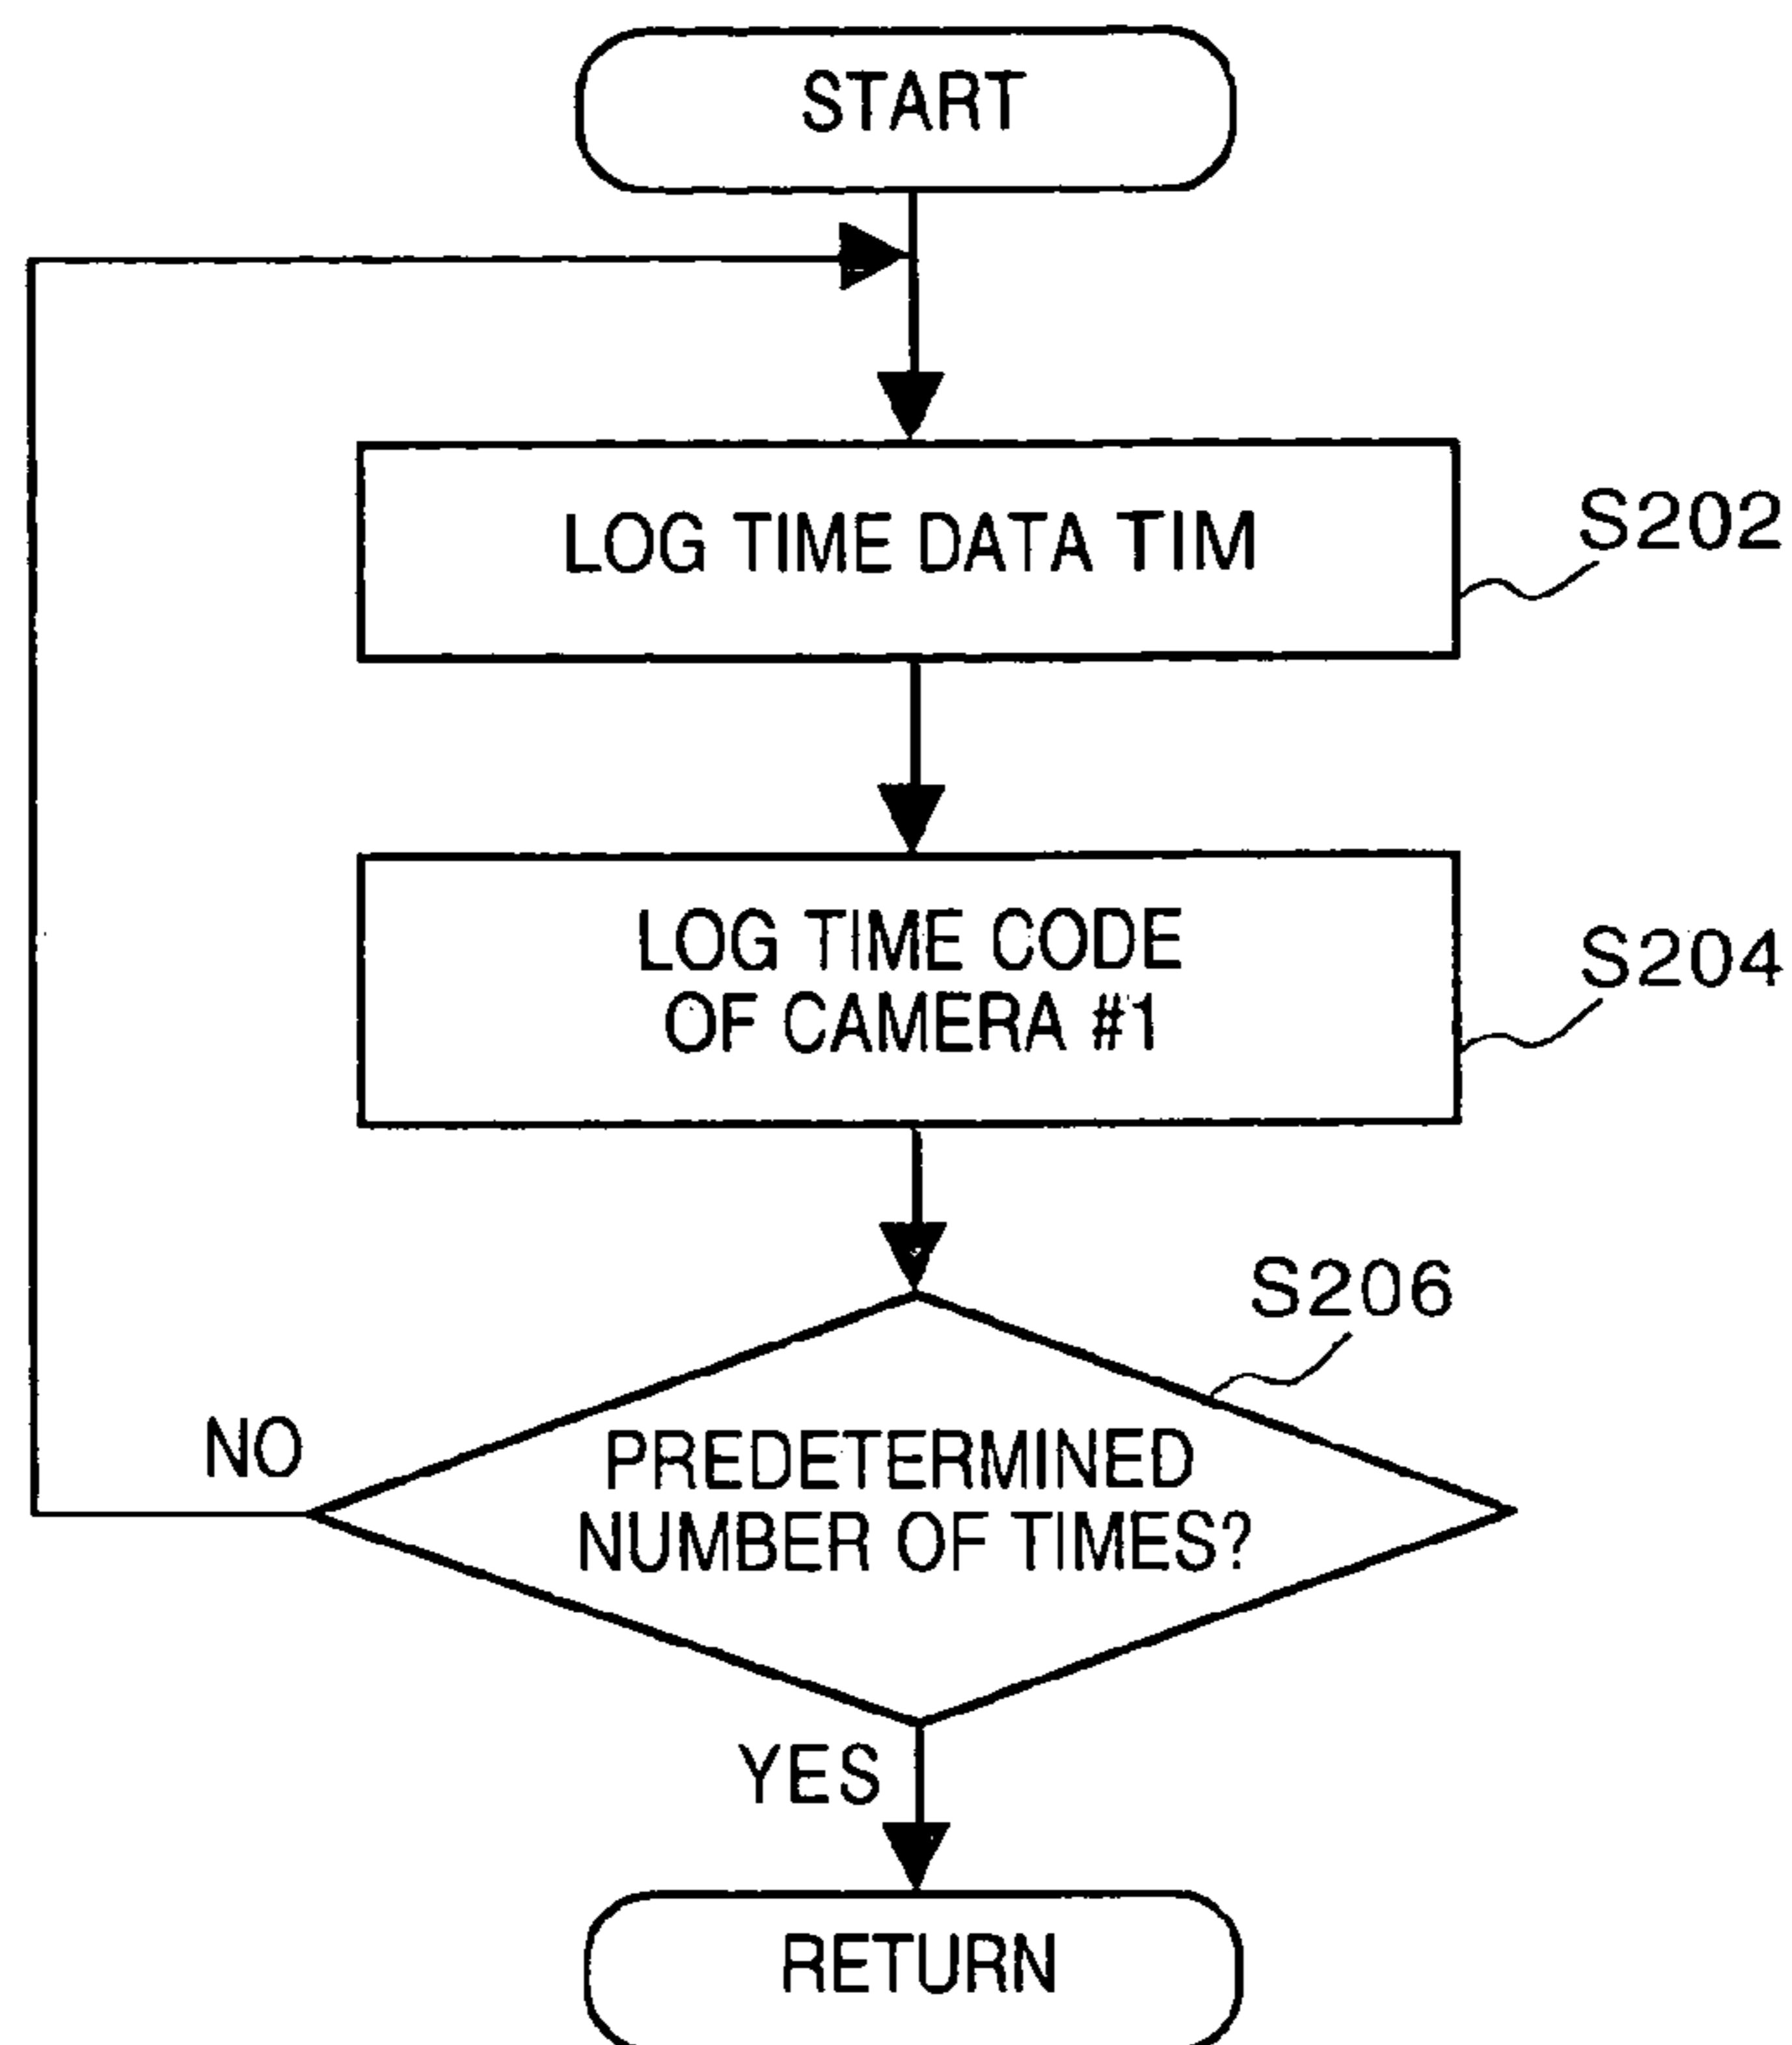 START
LOG TIME DATA TIM
S202
LOG TIME CODE
OF CAMERA #1
S204
S206
NO
PREDETERMINED
NUMBER OF TIMES?
YES
RETURN